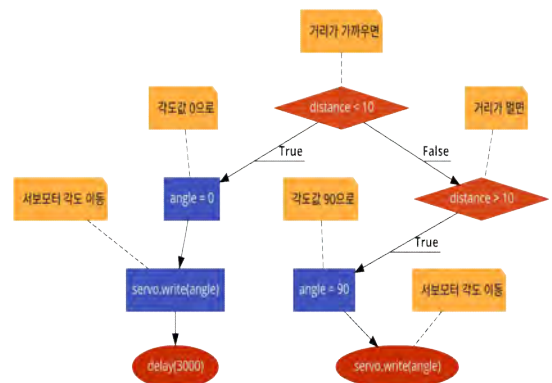 거리가 가까우면
distance < 10
각도값 0으로
거리가 멀면
True
False
angle = 0
distance > 10
서보모터 각도 이동
각도값 90으로
True
servo.write(angle)
angle = 90
서보모터 각도 이동
delay(3000)
servo.write(angle)